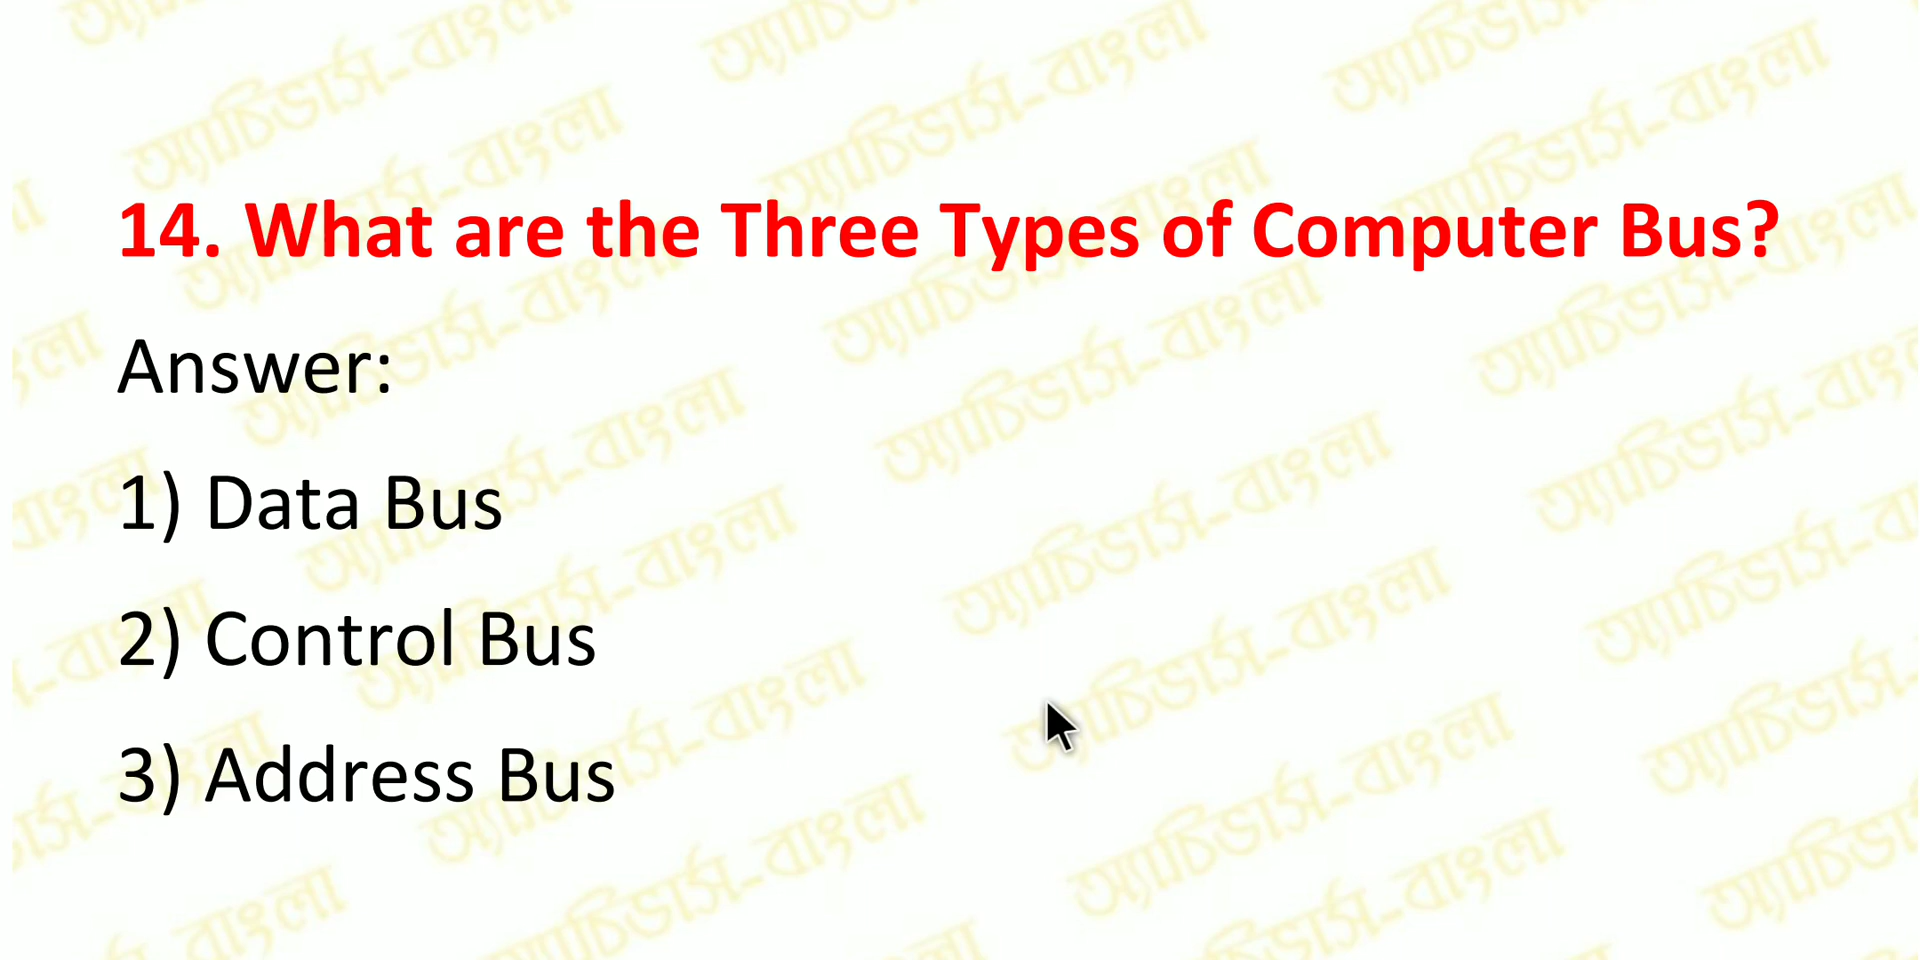 14. What are the Three Types of Computer Bus?
Answer:
1) Data Bus
2) Control Bus
3) Address Bus